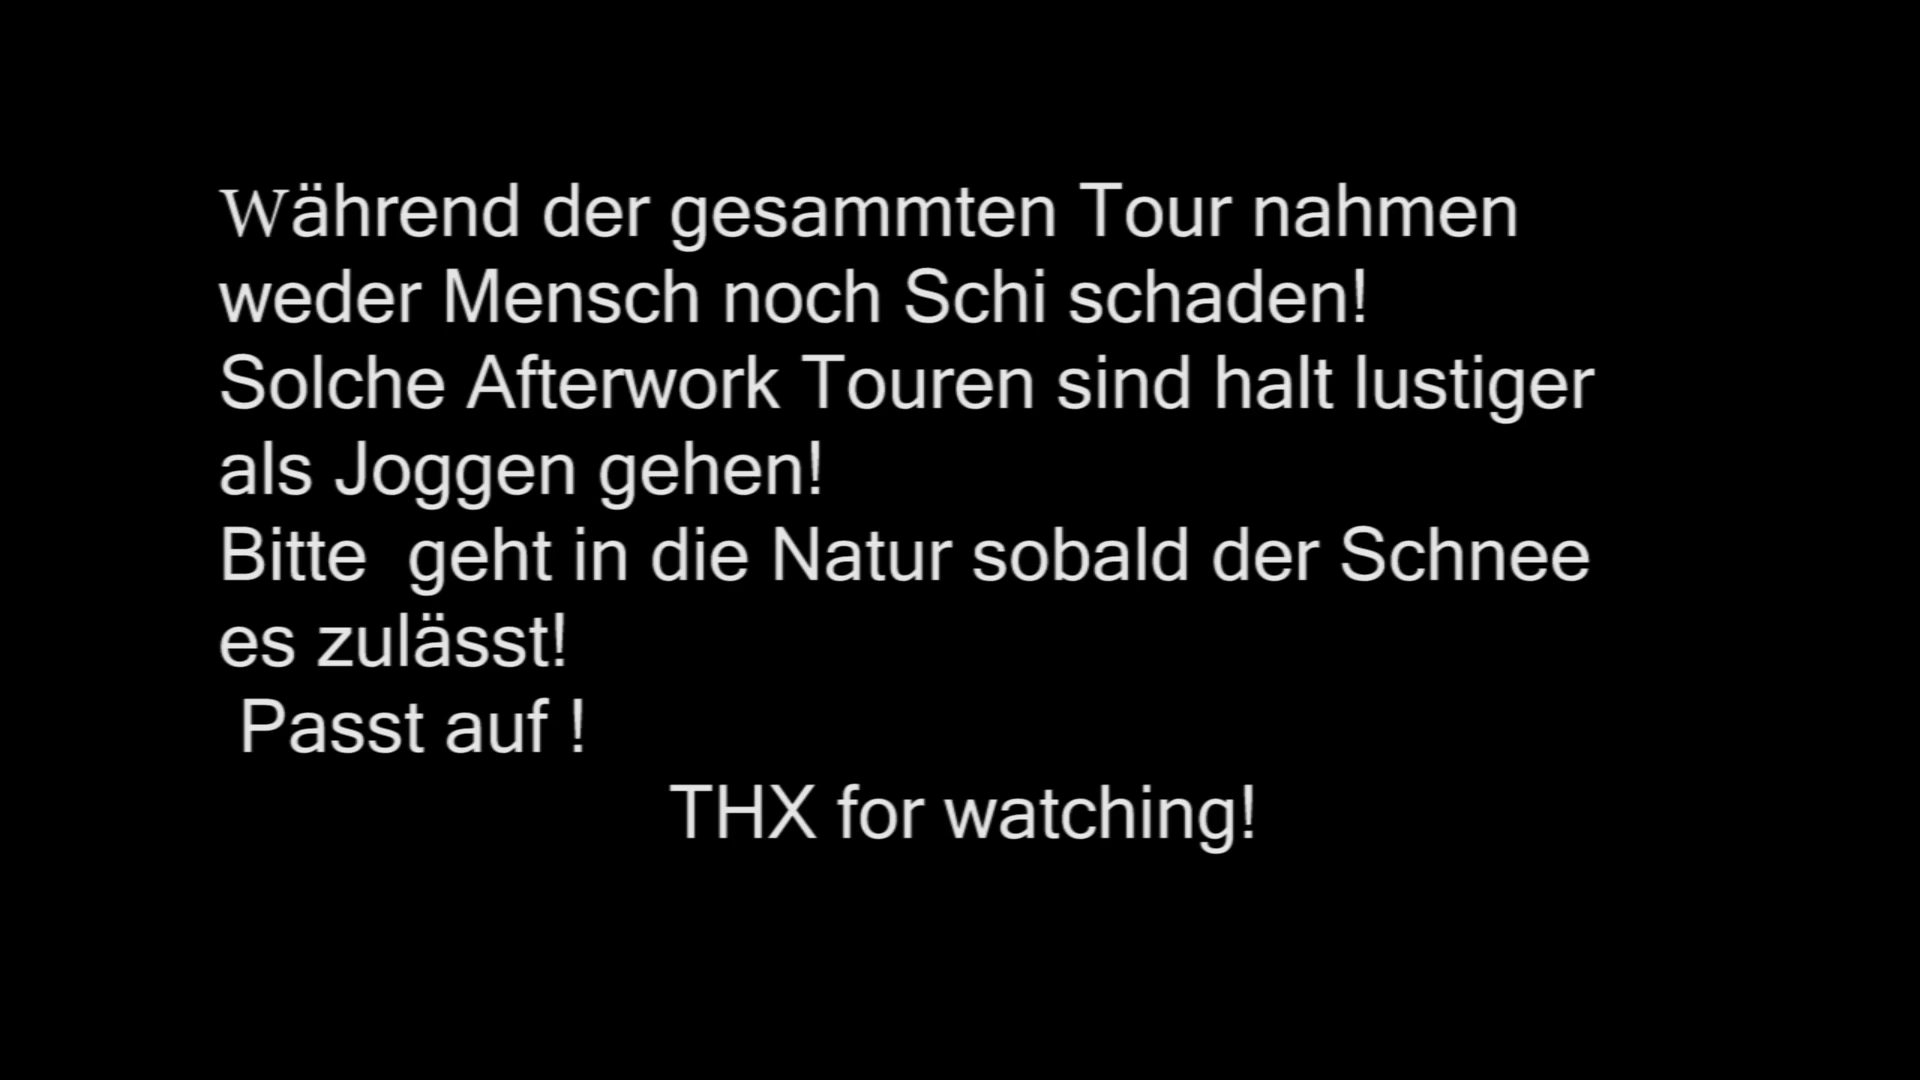 Während der gesammten Tour nahmen
weder Mensch noch Schi schaden!
Solche Afterwork Touren sind halt lustiger
als Joggen gehen!
Bitte  geht in die Natur sobald der Schnee
es zulässt!
Passt auf !
THX for watching!